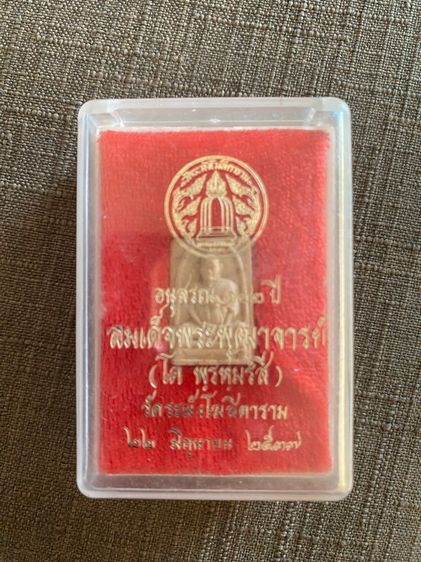 อนุสรณ์ ๑๒๒ ปี
สมเด็จพระพุฒาจารย์
(โต พฺรหฺมรํสี)
วัดระฆังโฆสิตาราม
๒๒ มิถุนายน ๒๕๓๗